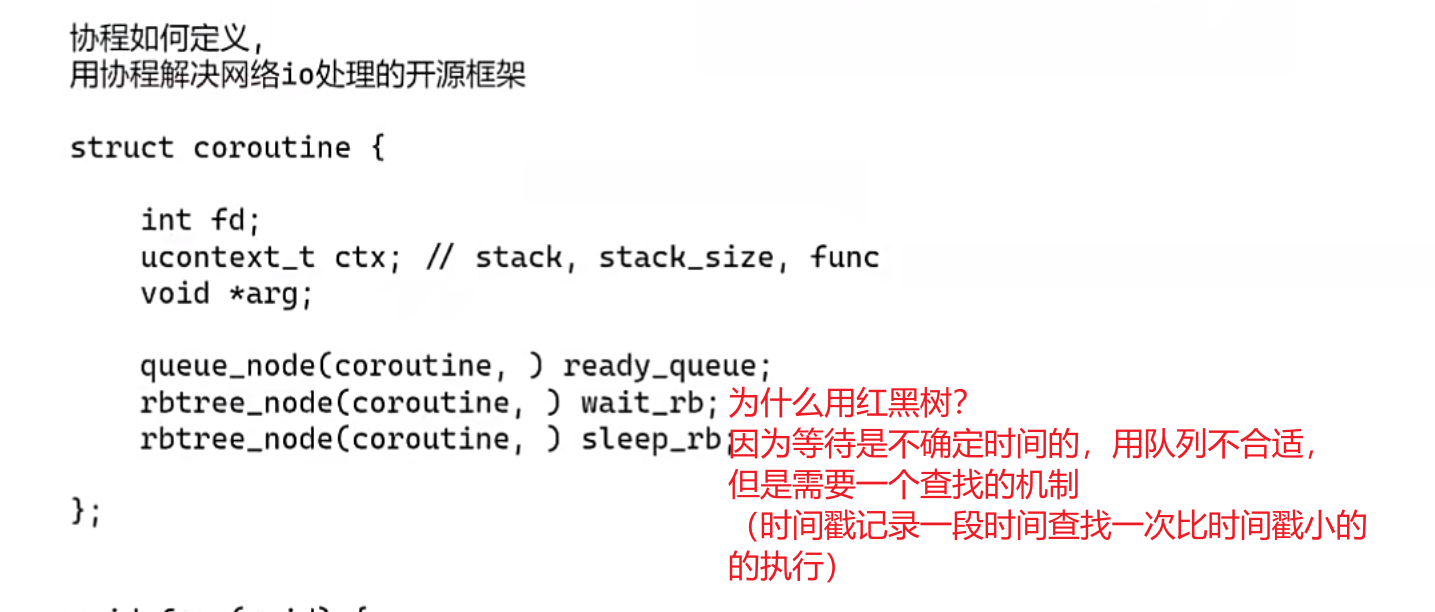 协程如何定义,
用协程解决网络io处理的开源框架
struct coroutine {
int fd;
ucontext_t ctx; // stack, stack_size, func
void *arg;
queue_node(coroutine, ) ready_queue;
rbtree_node(coroutine, ) wait_rb; 为什么用红黑树?
rbtree_node(coroutine, ) sleep_rb; 因为等待是不确定时间的，用队列不合适，
但是需要一个查找的机制
};
（时间戳记录一段时间查找一次比时间戳小的
的执行）